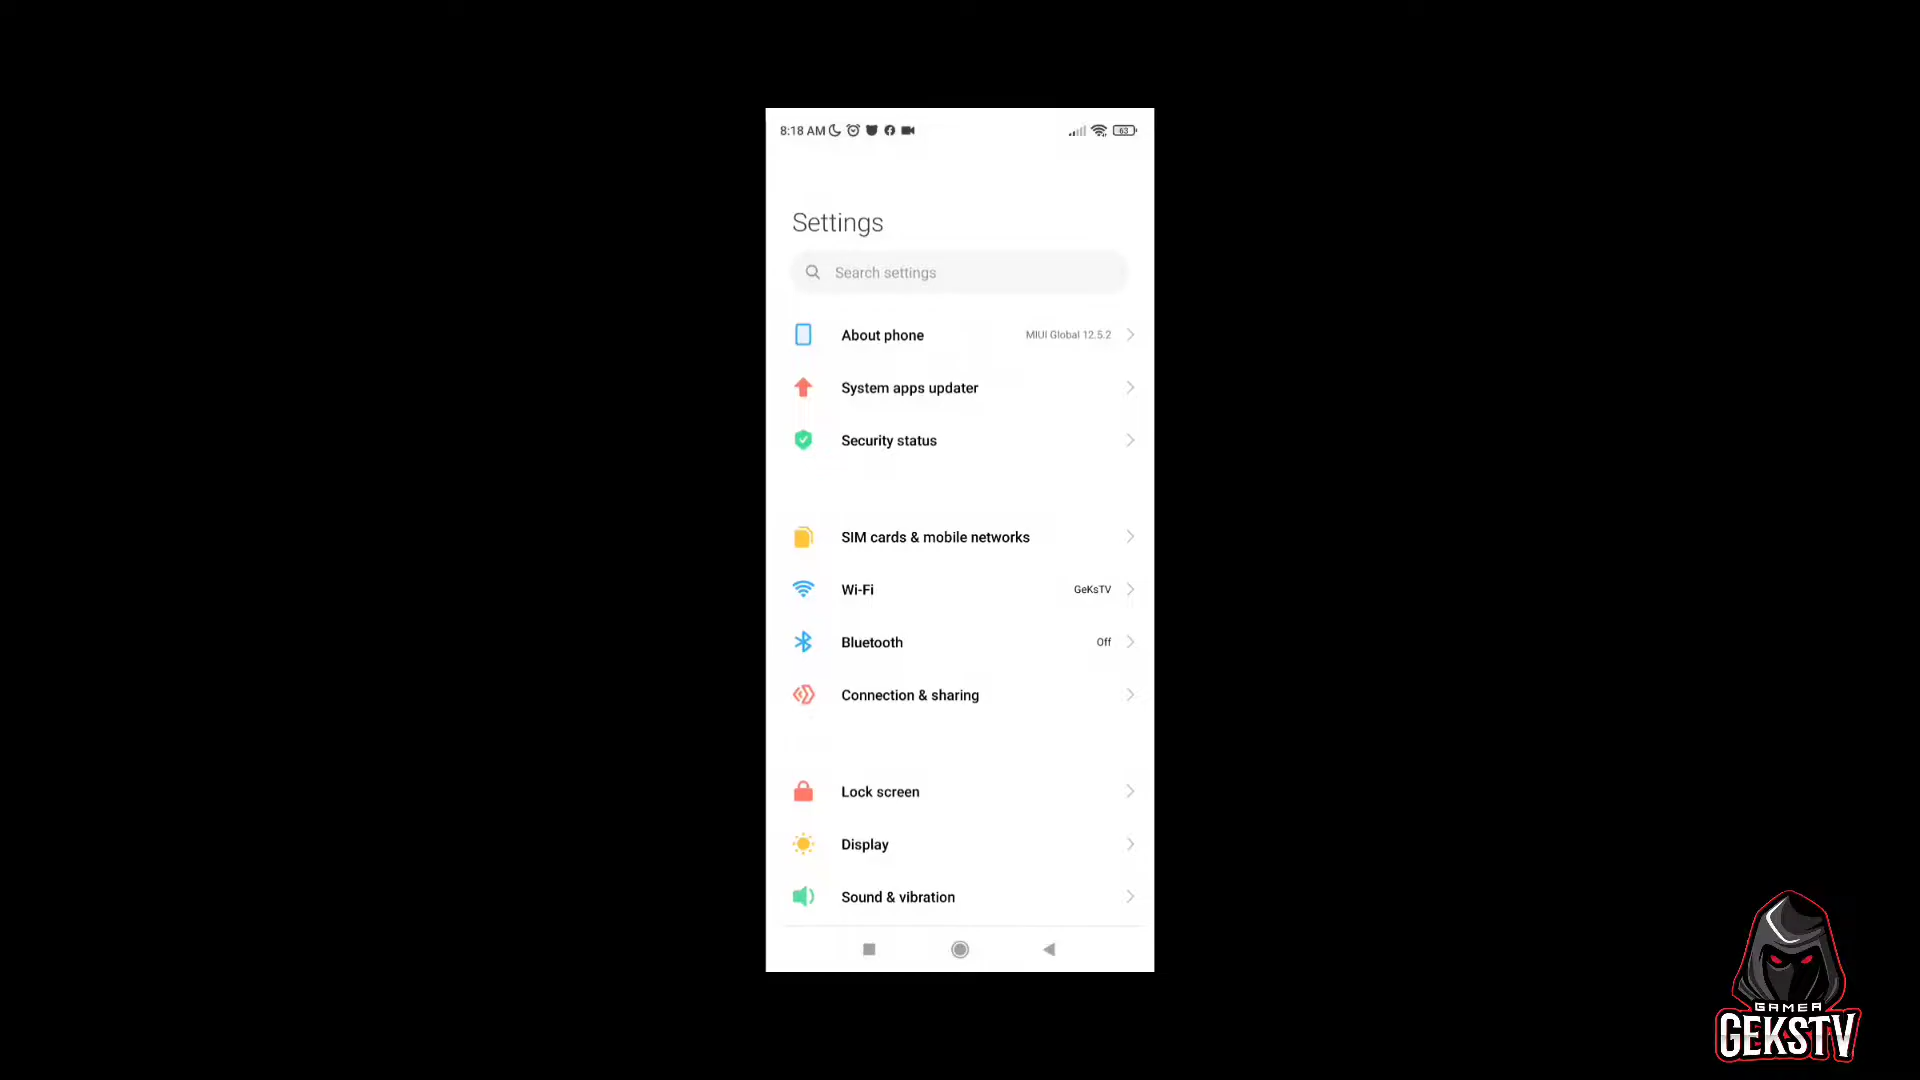 8:18 AM
63
Settings
Search settings
About phone
MIUI Global 12.5.2
System apps updater
Security status
SIM cards & mobile networks
Wi-Fi
GeKsTV
Bluetooth
Off
Connection & sharing
Lock screen
Display
Sound & vibration
GAMER
GEKSTV